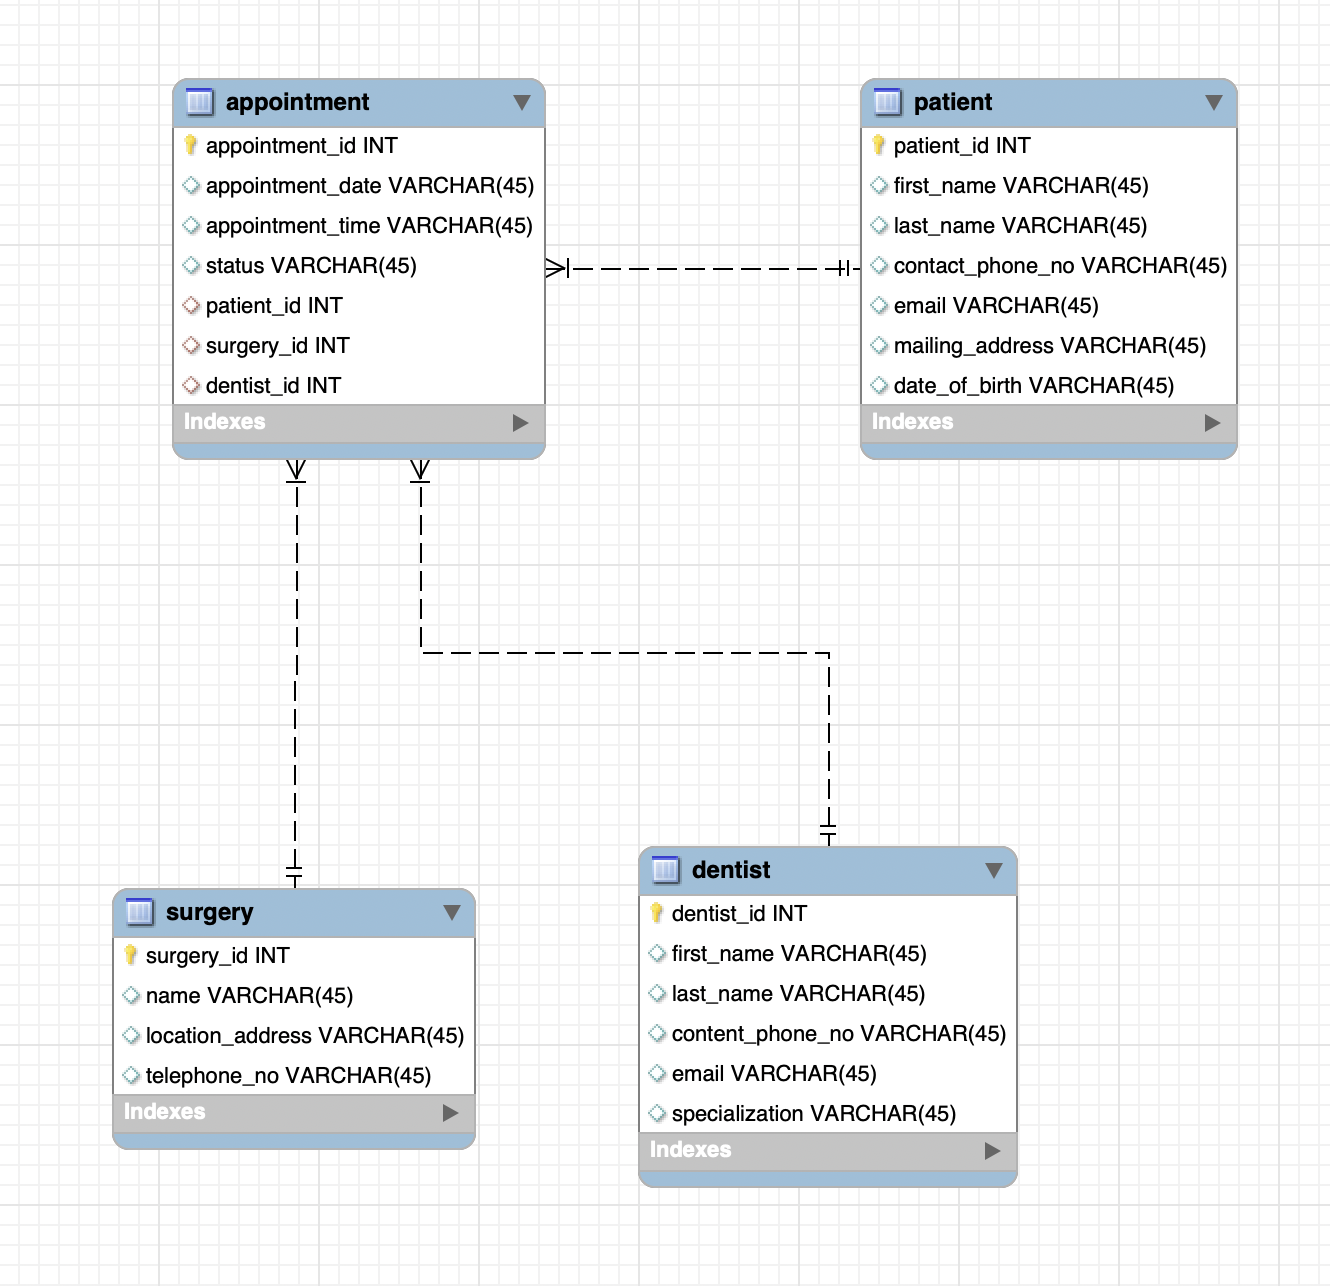 appointment
appointment_id INT
appointment_date VARCHAR(45)
appointment_time VARCHAR(45)
status VARCHAR(45)
patient_id INT
surgery_id INT
dentist_id INT
Indexes
patient
patient_id INT
first_name VARCHAR(45)
last_name VARCHAR(45)
contact_phone_no VARCHAR(45)
email VARCHAR(45)
mailing_address VARCHAR(45)
date_of_birth VARCHAR(45)
Indexes
surgery
surgery_id INT
name VARCHAR(45)
location_address VARCHAR(45)
telephone_no VARCHAR(45)
Indexes
dentist
dentist_id INT
first_name VARCHAR(45)
last_name VARCHAR(45)
content_phone_no VARCHAR(45)
email VARCHAR(45)
specialization VARCHAR(45)
Indexes